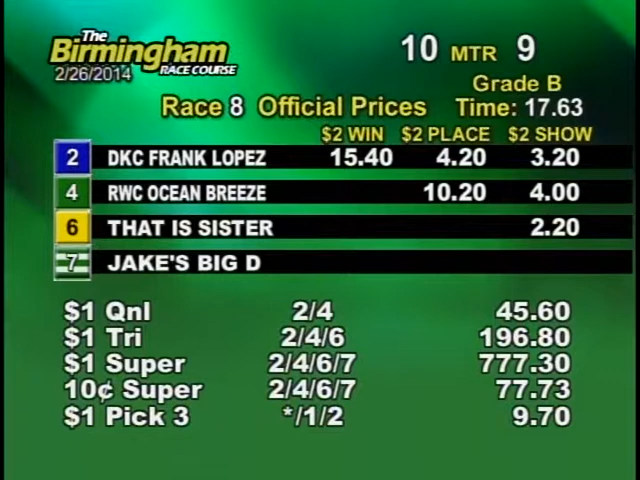 The
Birmingham
RACE COURSE
2/26/2014
10 MTR 9
Grade B
Race 8 Official Prices Time: 17.63
$2 WIN $2 PLACE $2 SHOW
2 DKC FRANK LOPEZ 15.40 4.20 3.20
4 RWC OCEAN BREEZE 10.20 4.00
6 THAT IS SISTER 2.20
7 JAKE'S BIG D
$1 Qnl 2/4 45.60
$1 Tri 2/4/6 196.80
$1 Super 2/4/6/7 777.30
10¢ Super 2/4/6/7 77.73
$1 Pick 3 */1/2 9.70